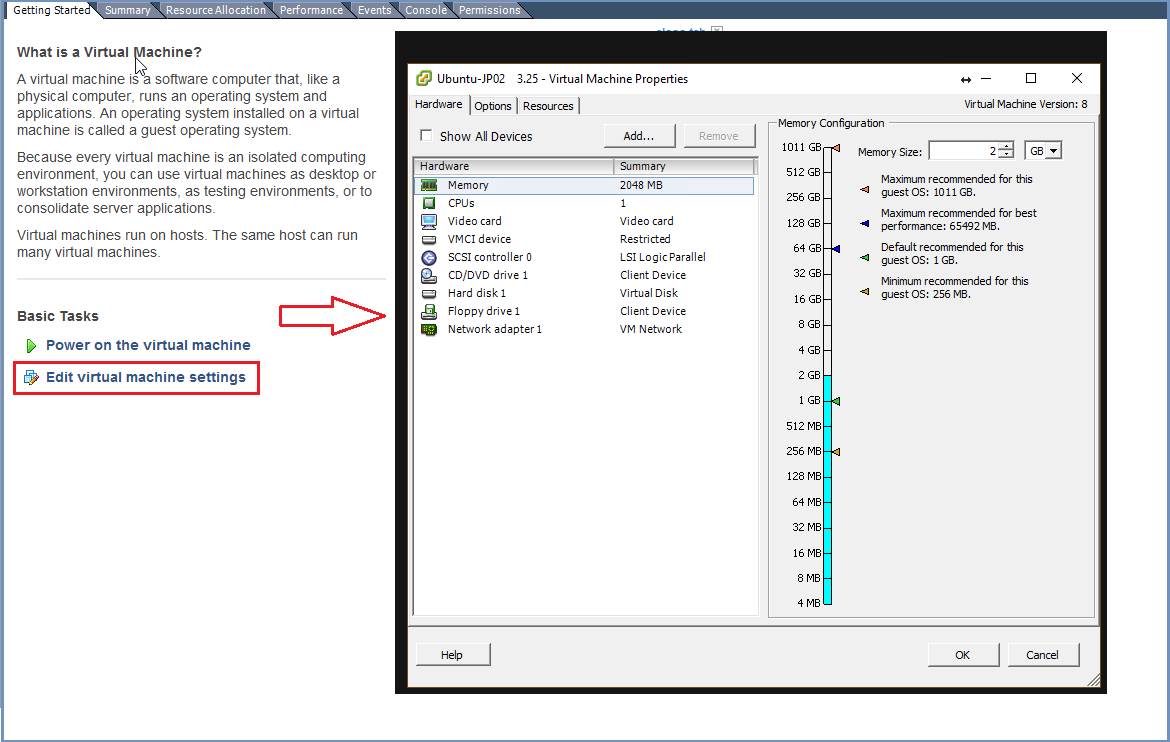 Getting Started Summary Resource Allocation Performance Events Console Permissions
close tab
What is a Virtual Machine?
A virtual machine is a software computer that, like a
physical computer, runs an operating system and
applications. An operating system installed on a virtual
machine is called a guest operating system.
Because every virtual machine is an isolated computing
environment, you can use virtual machines as desktop or
workstation environments, as testing environments, or to
consolidate server applications.
Virtual machines run on hosts. The same host can run
many virtual machines.
Basic Tasks
Power on the virtual machine
Edit virtual machine settings
Ubuntu-JP02 3.25 - Virtual Machine Properties
Hardware Options Resources
Virtual Machine Version: 8
Show All Devices
Add...
Remove
Hardware Summary
Memory 2048 MB
CPUs 1
Video card Video card
VMCI device Restricted
SCSI controller 0 LSI Logic Parallel
CD/DVD drive 1 Client Device
Hard disk 1 Virtual Disk
Floppy drive 1 Client Device
Network adapter 1 VM Network
Memory Configuration
1011 GB
512 GB
256 GB
128 GB
64 GB
32 GB
16 GB
8 GB
4 GB
2 GB
1 GB
512 MB
256 MB
128 MB
64 MB
32 MB
16 MB
8 MB
4 MB
Memory Size: 2 GB
Maximum recommended for this
guest OS: 1011 GB.
Maximum recommended for best
performance: 65492 MB.
Default recommended for this
guest OS: 1 GB.
Minimum recommended for this
guest OS: 256 MB.
Help
OK
Cancel